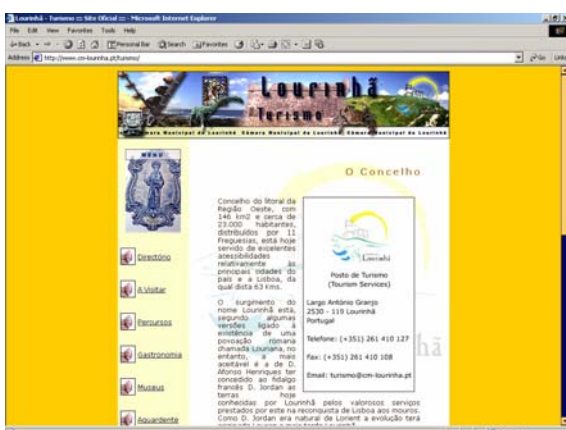 Lourinhã - Turismo ::: Site Oficial ::: - Microsoft Internet Explorer
File Edit View Favorites Tools Help
Back Personal Bar Search Favorites
Address http://www.cm-lourinha.pt/turismo/ Go Links
Lourinhã
Turismo
Câmara Municipal da Lourinhã Câmara Municipal da Lourinhã Câmara Municipal da Lourinhã
MENU
Directório
A Visitar
Percursos
Gastronomia
Museus
Aguardente
O Concelho
Concelho do litoral da
Região Oeste, com
146 km2 e cerca de
23.000 habitantes,
distribuídos por 11
Freguesias, está hoje
servido de excelentes
acessibilidades
relativamente às
principais cidades do
país e a Lisboa, da
qual dista 63 Kms.
O surgimento do
nome Lourinhã está,
segundo algumas
versões ligado à
existência de uma
povoação romana
chamada Louriana, no
entanto, a mais
aceitável é a de D.
Afonso Henriques ter
concedido ao fidalgo
francês D. Jordan as
terras hoje
conhecidas por Lourinhã pelos valorosos serviços
prestados por este na reconquista de Lisboa aos mouros.
Como D. Jordan era natural de Lorient a evolução terá
Lourinhã
Posto de Turismo
(Tourism Services)
Largo António Granjo
2530 - 119 Lourinhã
Portugal
Telefone: (+351) 261 410 127
Fax: (+351) 261 410 108
Email: turismo@cm-lourinha.pt